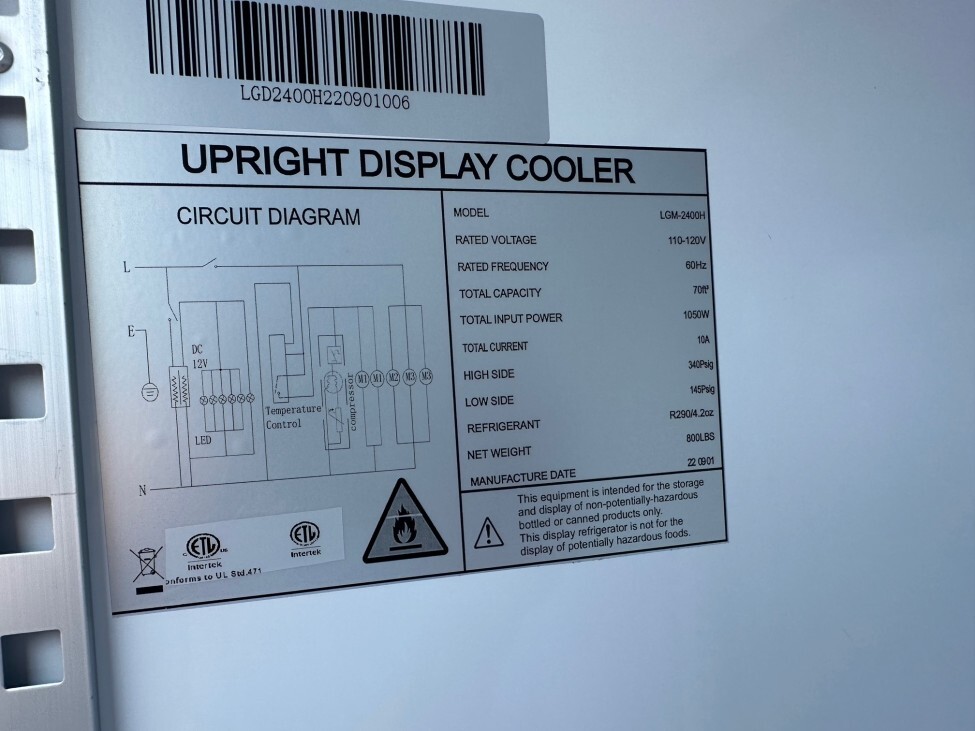 LGD2400H220901006
UPRIGHT DISPLAY COOLER
CIRCUIT DIAGRAM
L
E
DC
12V
LED
Temperature
Control
compressor
M1 M1 M2 M3 M3
N
MODEL LGM-2400H
RATED VOLTAGE 110-120V
RATED FREQUENCY 60Hz
TOTAL CAPACITY 70ft³
TOTAL INPUT POWER 1050W
TOTAL CURRENT 10A
HIGH SIDE 340Psig
LOW SIDE 145Psig
REFRIGERANT R290/4.2oz
NET WEIGHT 800LBS
MANUFACTURE DATE 22 0901
This equipment is intended for the storage
and display of non-potentially-hazardous
bottled or canned products only.
This display refrigerator is not for the
display of potentially hazardous foods.
C ETL US
Intertek
ETL
Intertek
onforms to UL Std.471